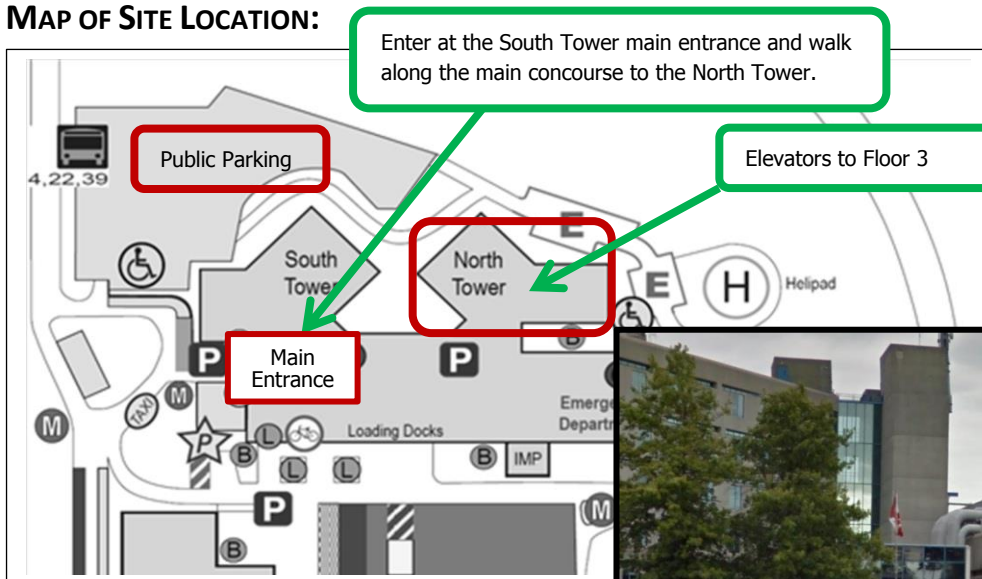 MAP OF SITE LOCATION:
Enter at the South Tower main entrance and walk
along the main concourse to the North Tower.
Public Parking
Elevators to Floor 3
4,22,39
South
Tower
North
Tower
E
E
H
Helipad
B
P
Main
Entrance
P
M
TAXI
M
P
L
Loading Docks
B
L
L
B
IMP
P
M
B